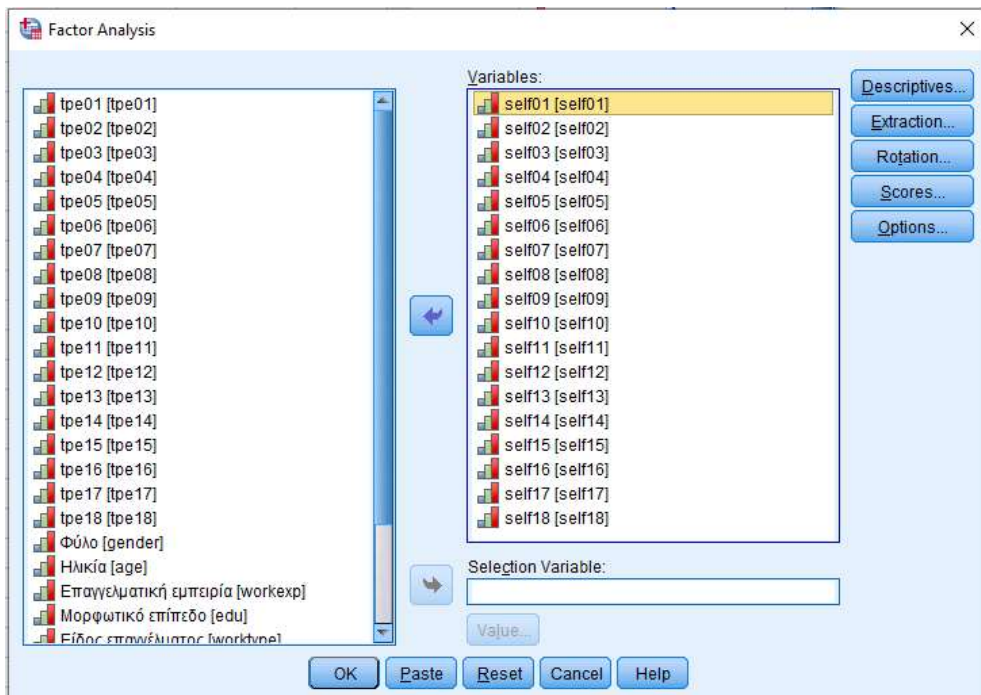 Factor Analysis
tpe01 [tpe01]
tpe02 [tpe02]
tpe03 [tpe03]
tpe04 [tpe04]
tpe05 [tpe05]
tpe06 [tpe06]
tpe07 [tpe07]
tpe08 [tpe08]
tpe09 [tpe09]
tpe10 [tpe10]
tpe11 [tpe11]
tpe12 [tpe12]
tpe13 [tpe13]
tpe14 [tpe14]
tpe15 [tpe15]
tpe16 [tpe16]
tpe17 [tpe17]
tpe18 [tpe18]
Φύλο [gender]
Ηλικία [age]
Επαγγελματική εμπειρία [workexp]
Μορφωτικό επίπεδο [edu]
Είδος επαγγέλματος [worktype]
Variables:
self01 [self01]
self02 [self02]
self03 [self03]
self04 [self04]
self05 [self05]
self06 [self06]
self07 [self07]
self08 [self08]
self09 [self09]
self10 [self10]
self11 [self11]
self12 [self12]
self13 [self13]
self14 [self14]
self15 [self15]
self16 [self16]
self17 [self17]
self18 [self18]
Selection Variable:
Value...
Descriptives...
Extraction...
Rotation...
Scores...
Options...
OK
Paste
Reset
Cancel
Help